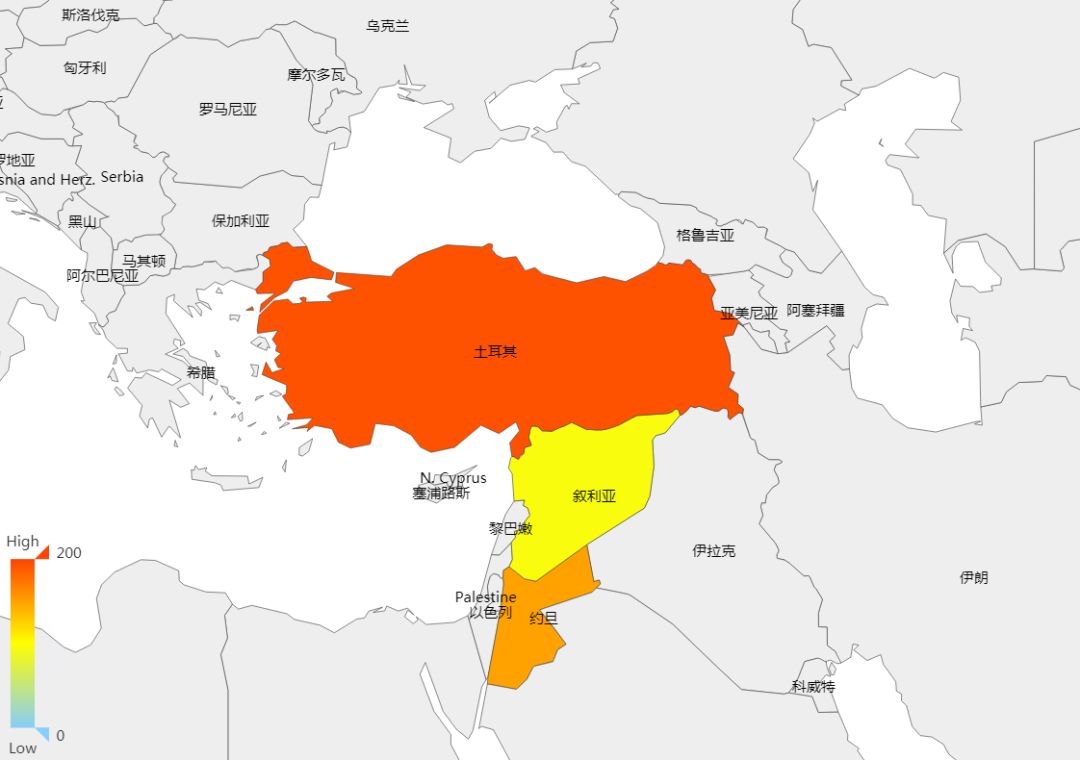 斯洛伐克
乌克兰
匈牙利
摩尔多瓦
罗马尼亚
亚
罗地亚
snia and Herz.
Serbia
黑山
保加利亚
格鲁吉亚
马其顿
阿尔巴尼亚
亚美尼亚
阿塞拜疆
土耳其
希腊
N. Cyprus
塞浦路斯
叙利亚
黎巴嫩
伊拉克
伊朗
Palestine
以色列
约旦
科威特
High
200
0
Low